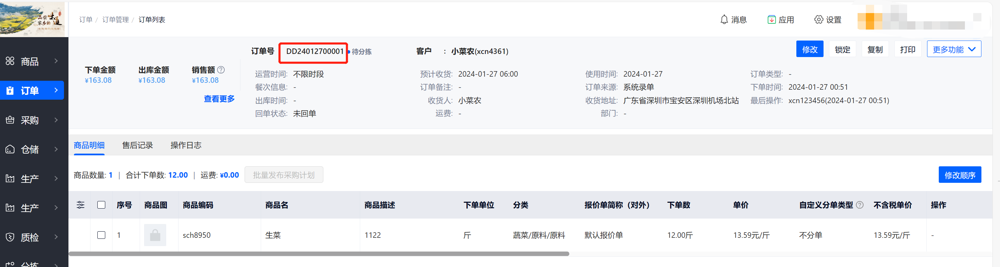 品尝 味道
家乡的
订单 / 订单管理 / 订单列表
消息 应用 设置
商品
订单
采购
仓储
生产
生产
质检
分拣
订单号 DD24012700001 待分拣 客户 : 小菜农(xcn4361)
修改 锁定 复制 打印 更多功能
下单金额 出库金额 销售额
¥163.08 ¥163.08 ¥163.08
查看更多
运营时间: 不限时段 预计收货: 2024-01-27 06:00 使用时间: 2024-01-27 订单类型: -
餐次信息: - 订单备注: - 订单来源: 系统录单 下单时间: 2024-01-27 00:51
出库时间: - 收货人: 小菜农 收货地址: 广东省深圳市宝安区深圳机场北站 最后操作: xcn123456(2024-01-27 00:51)
回单状态: 未回单 运费: - 部门: -
商品明细 售后记录 操作日志
商品数量: 1 | 合计下单数: 12.00 | 运费: ¥0.00 批量发布采购计划 修改顺序
序号 商品图 商品编码 商品名 商品描述 下单单位 分类 报价单简称（对外） 下单数 单价 自定义分单类型 不含税单价 操作
1 sch8950 生菜 1122 斤 蔬菜/原料/原料 默认报价单 12.00斤 13.59元/斤 不分单 13.59元/斤 -